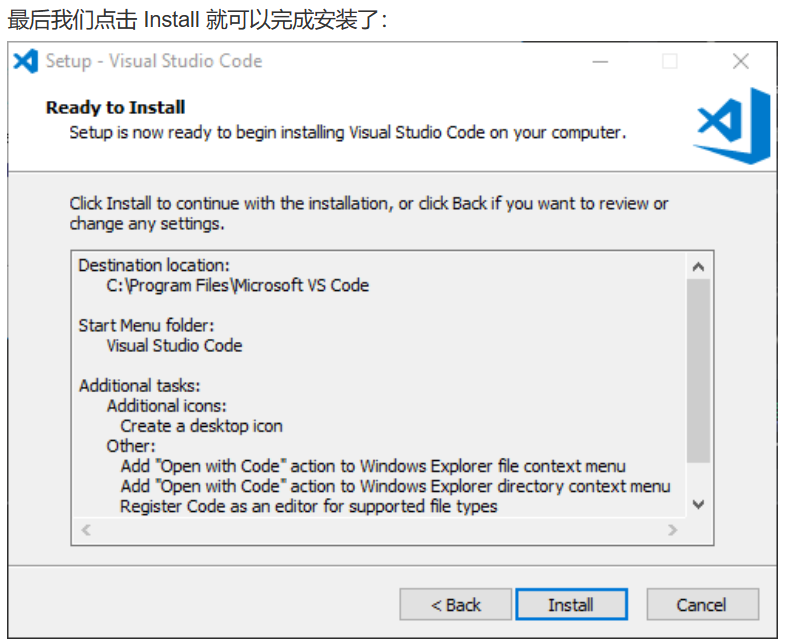 最后我们点击 Install 就可以完成安装了：
Setup - Visual Studio Code
Ready to Install
Setup is now ready to begin installing Visual Studio Code on your computer.
Click Install to continue with the installation, or click Back if you want to review or
change any settings.
Destination location:
C:\Program Files\Microsoft VS Code
Start Menu folder:
Visual Studio Code
Additional tasks:
Additional icons:
Create a desktop icon
Other:
Add "Open with Code" action to Windows Explorer file context menu
Add "Open with Code" action to Windows Explorer directory context menu
Register Code as an editor for supported file types
< Back Install Cancel